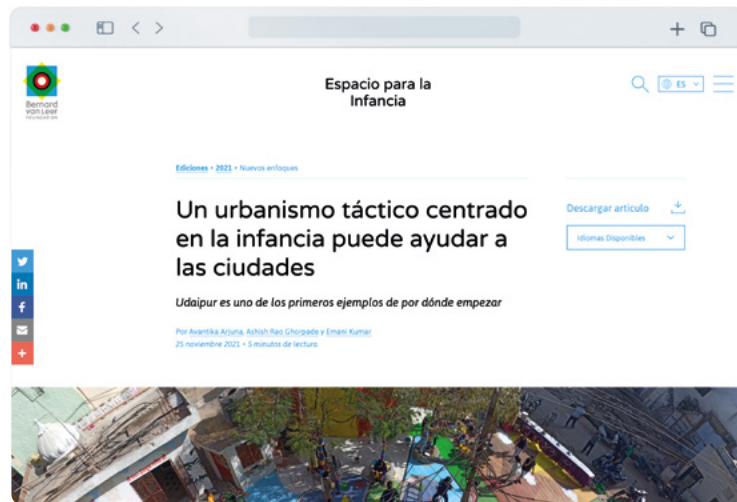 Bernard
van Leer
FOUNDATION
Espacio para la
Infancia
ES
Ediciones • 2021 • Nuevos enfoques
Un urbanismo táctico centrado
en la infancia puede ayudar a
las ciudades
Descargar artículo
Idiomas Disponibles
Udaipur es uno de los primeros ejemplos de por dónde empezar
Por Avantika Arjuna, Ashish Rao Ghorpade y Emani Kumar
25 noviembre 2021 • 5 minutos de lectura